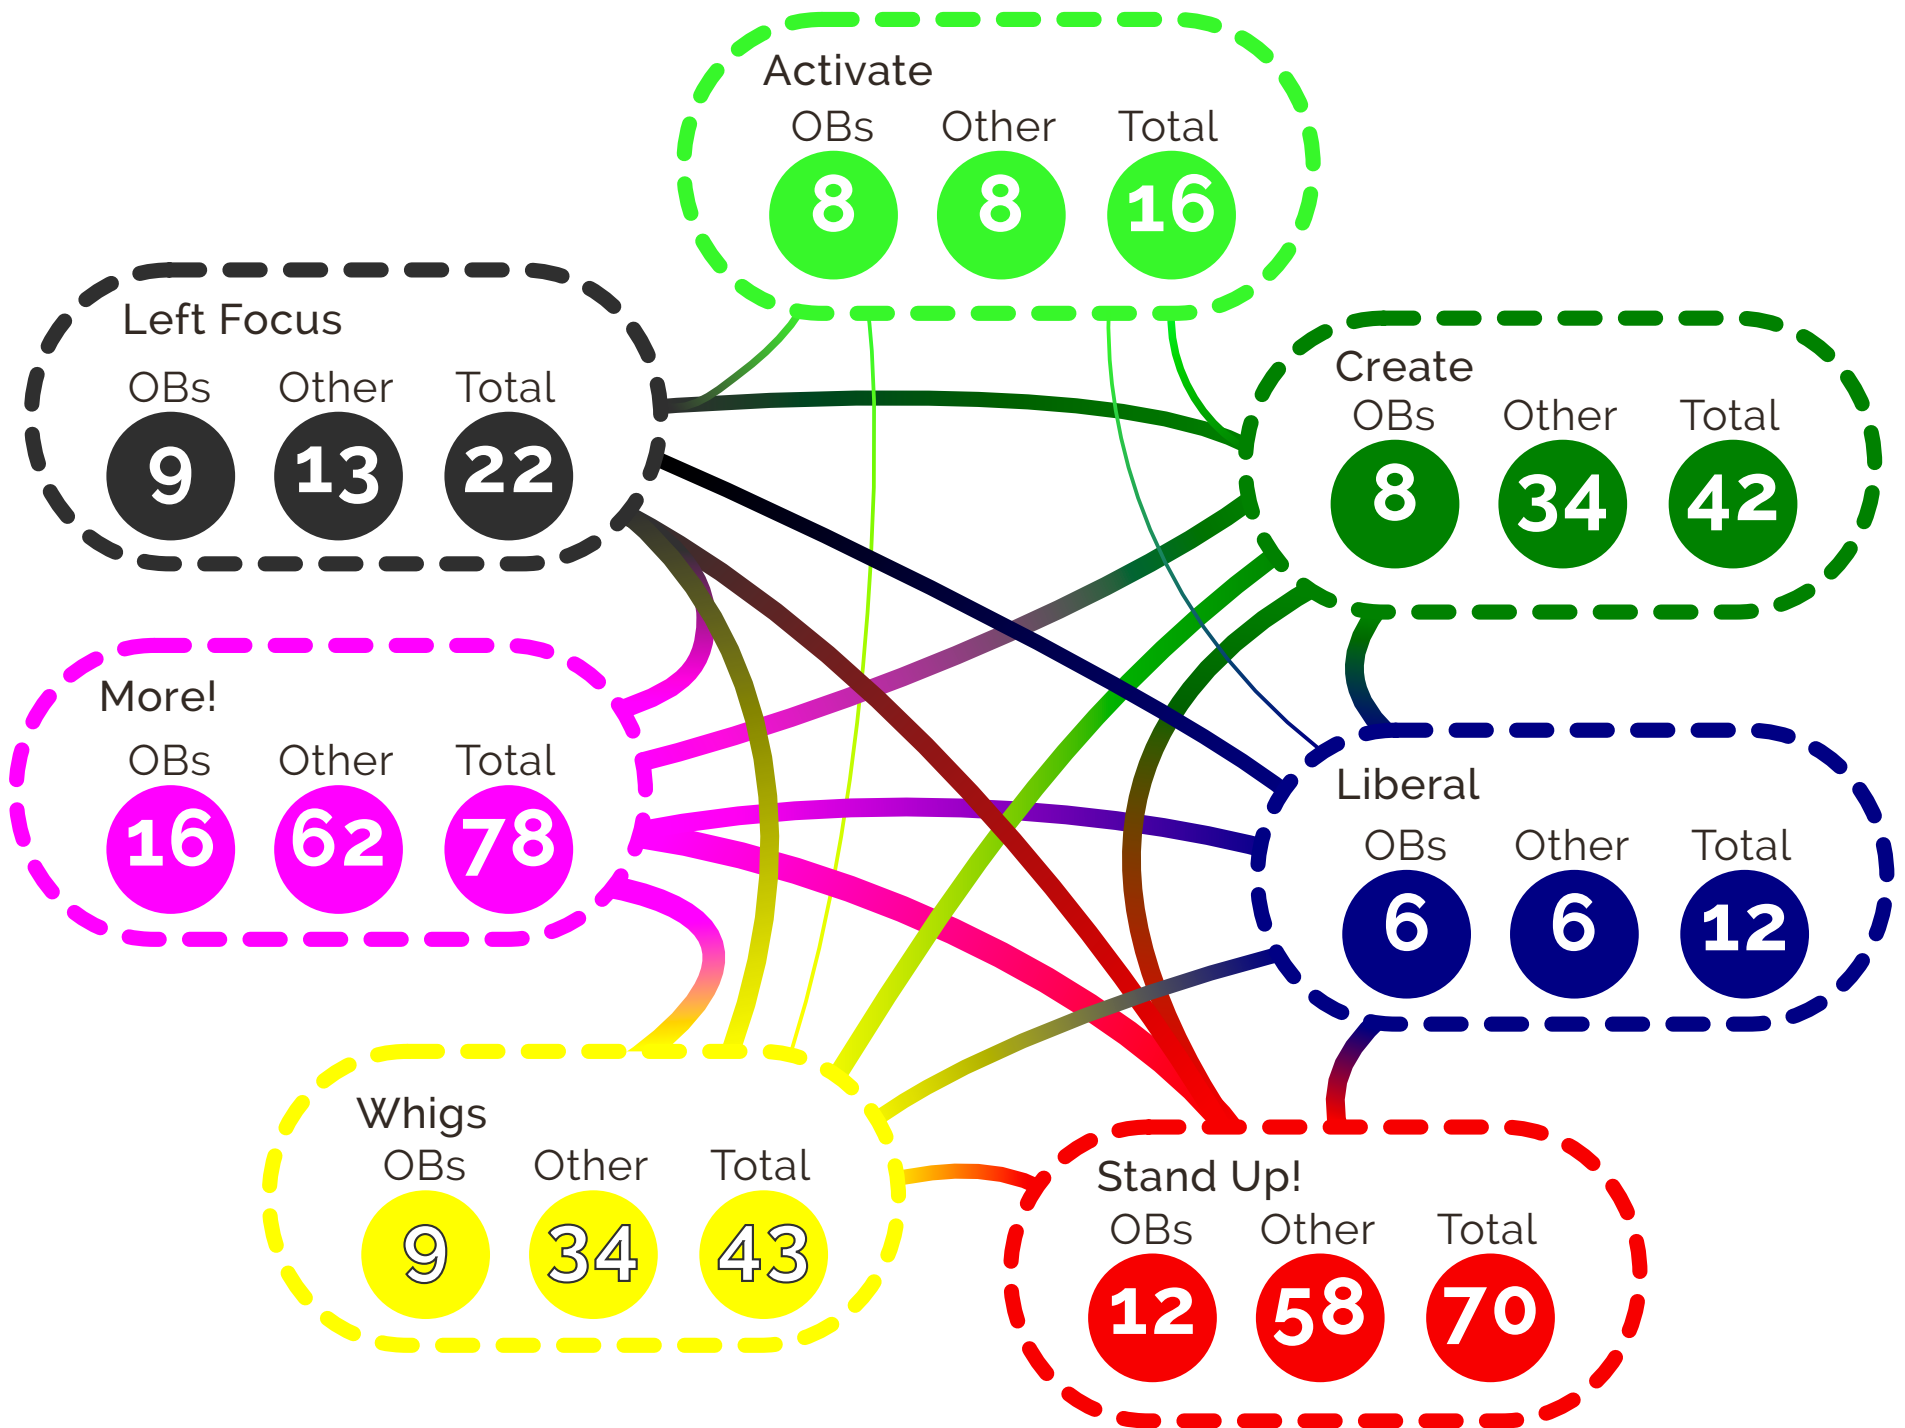 Activate
OBs Other Total
8 8 16
Left Focus
OBs Other Total
9 13 22
Create
OBs Other Total
8 34 42
More!
OBs Other Total
16 62 78
Liberal
OBs Other Total
6 6 12
Whigs
OBs Other Total
9 34 43
Stand Up!
OBs Other Total
12 58 70